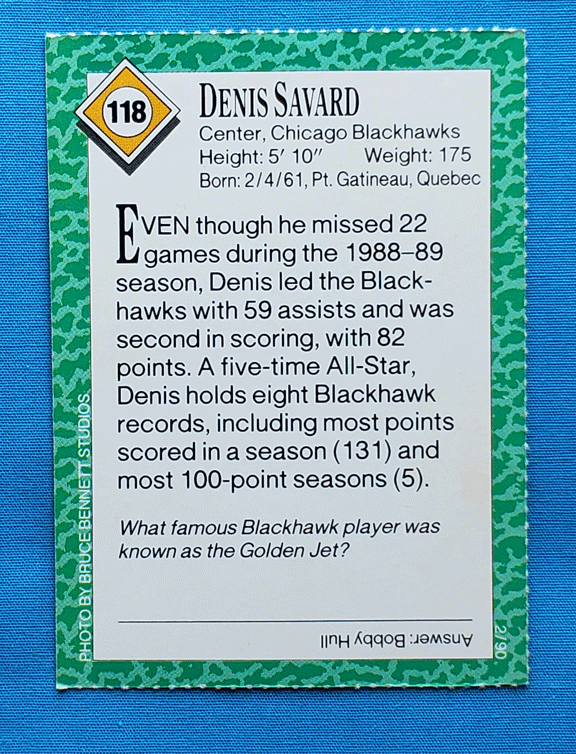 118
DENIS SAVARD
Center, Chicago Blackhawks
Height: 5′ 10″ Weight: 175
Born: 2/4/61, Pt. Gatineau, Quebec
EVEN though he missed 22
games during the 1988–89
season, Denis led the Black-
hawks with 59 assists and was
second in scoring, with 82
points. A five-time All-Star,
Denis holds eight Blackhawk
records, including most points
scored in a season (131) and
most 100-point seasons (5).
What famous Blackhawk player was
known as the Golden Jet?
Answer: Bobby Hull
PHOTO BY BRUCE BENNETT STUDIOS
2/90